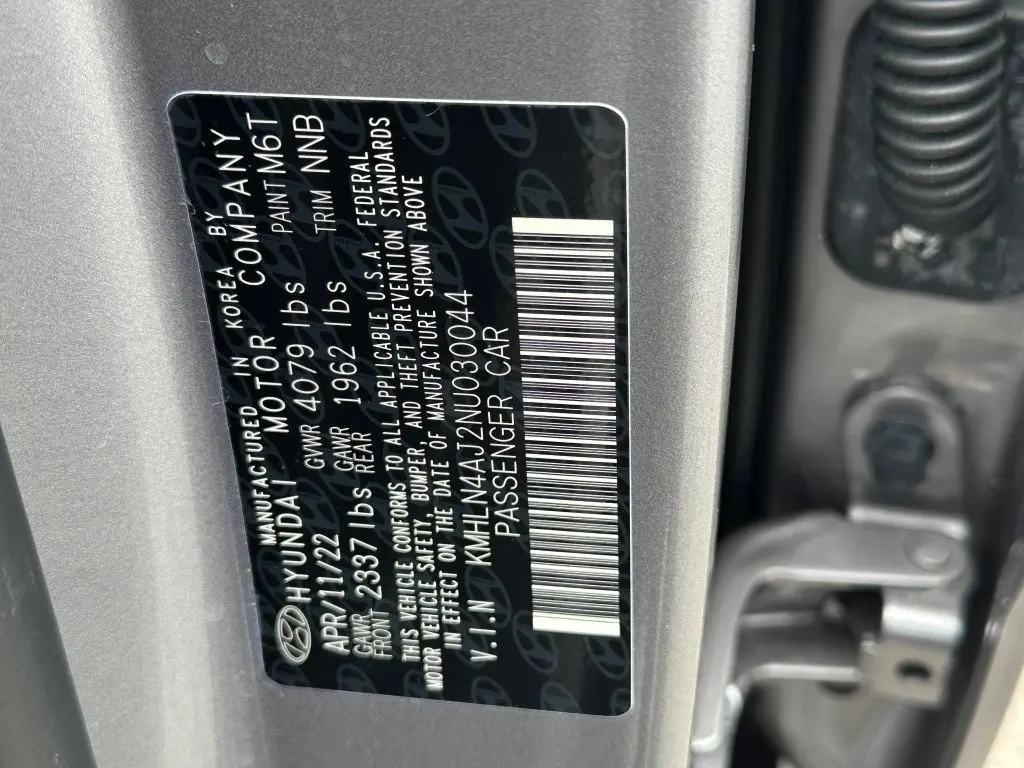 MANUFACTURED IN KOREA BY
HYUNDAI MOTOR COMPANY
APR/11/22 GVWR 4079 lbs PAINT M6T
GAWR FRONT 2337 lbs GAWR REAR 1962 lbs TRIM NNB
THIS VEHICLE CONFORMS TO ALL APPLICABLE U.S.A. FEDERAL
MOTOR VEHICLE SAFETY, BUMPER, AND THEFT PREVENTION STANDARDS
IN EFFECT ON THE DATE OF MANUFACTURE SHOWN ABOVE
V.I.N KMHLN4AJ2NU030044
PASSENGER CAR